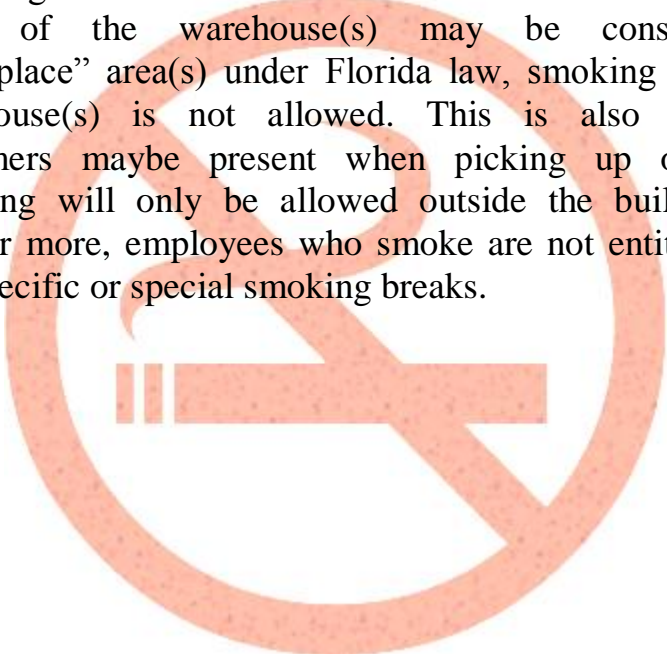 of the warehouse(s) may be cons
place” area(s) under Florida law, smoking
ouse(s) is not allowed. This is also
ners maybe present when picking up o
ng will only be allowed outside the buil
r more, employees who smoke are not entit
ecific or special smoking breaks.